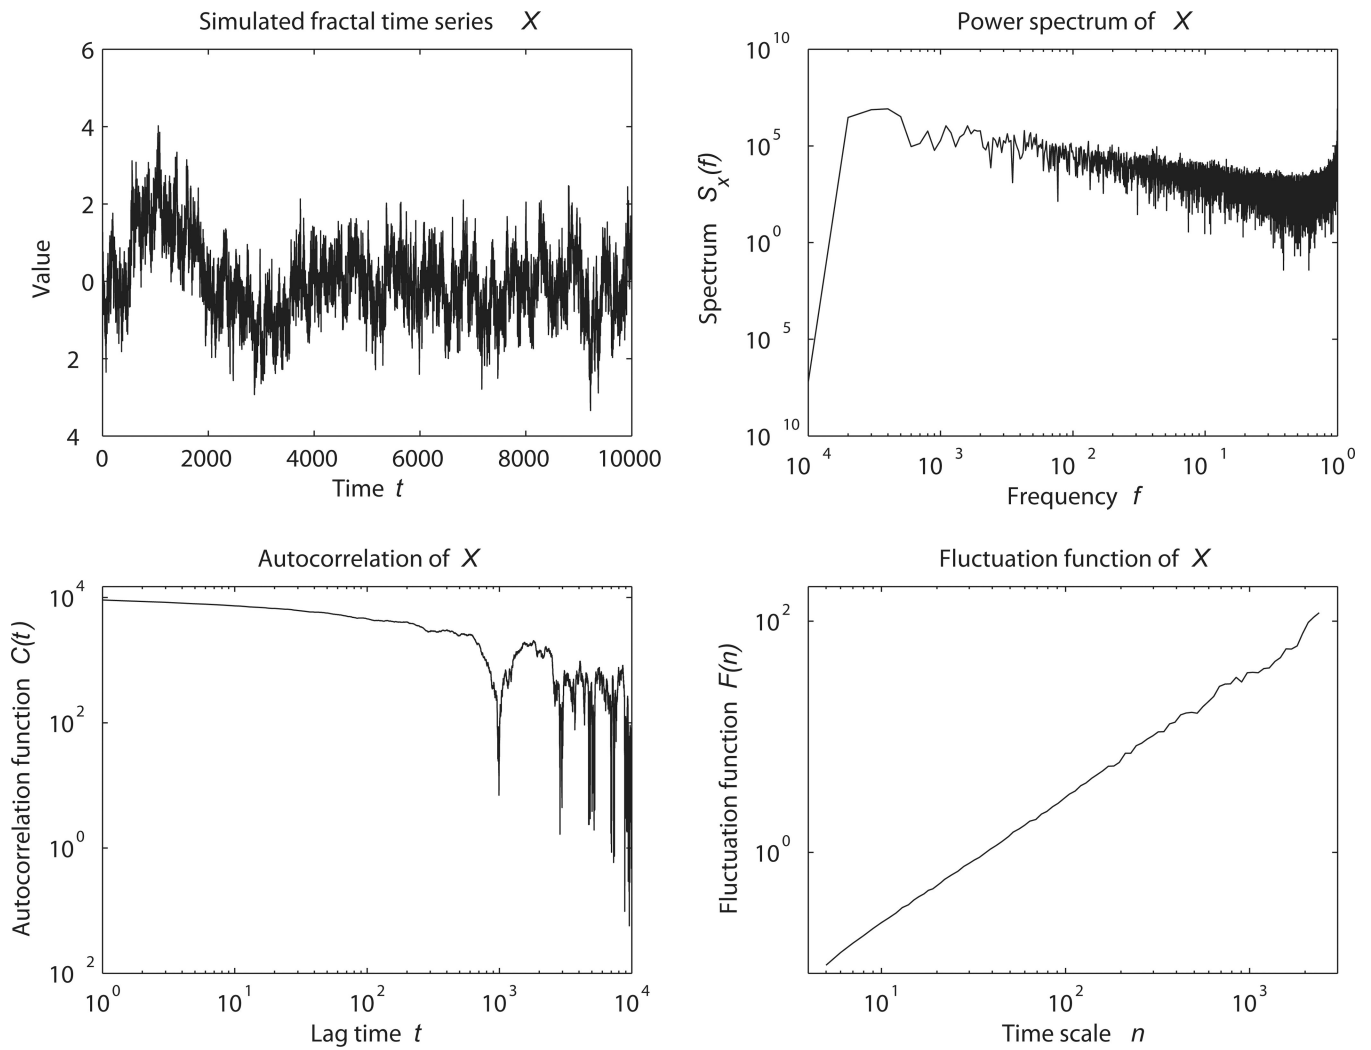 Simulated fractal time series X
6
4
2
0
2
4
Value
0 2000 4000 6000 8000 10000
Time t
Power spectrum of X
10^10
10^5
10^0
10^5
10^10
Spectrum S_x(f)
10^4 10^3 10^2 10^1 10^0
Frequency f
Autocorrelation of X
10^4
10^2
10^0
10^2
Autocorrelation function C(t)
10^0 10^1 10^2 10^3 10^4
Lag time t
Fluctuation function of X
10^2
10^0
Fluctuation function F(n)
10^1 10^2 10^3
Time scale n